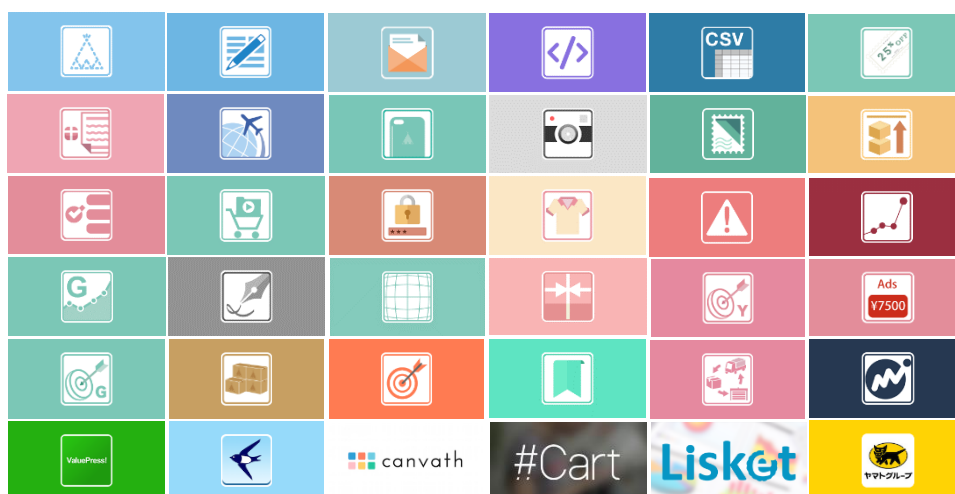 CSV
25% OFF
***
G
Y
Ads
¥7500
G
ValuePress!
canvath
#Cart
Lisket
ヤマトグループ